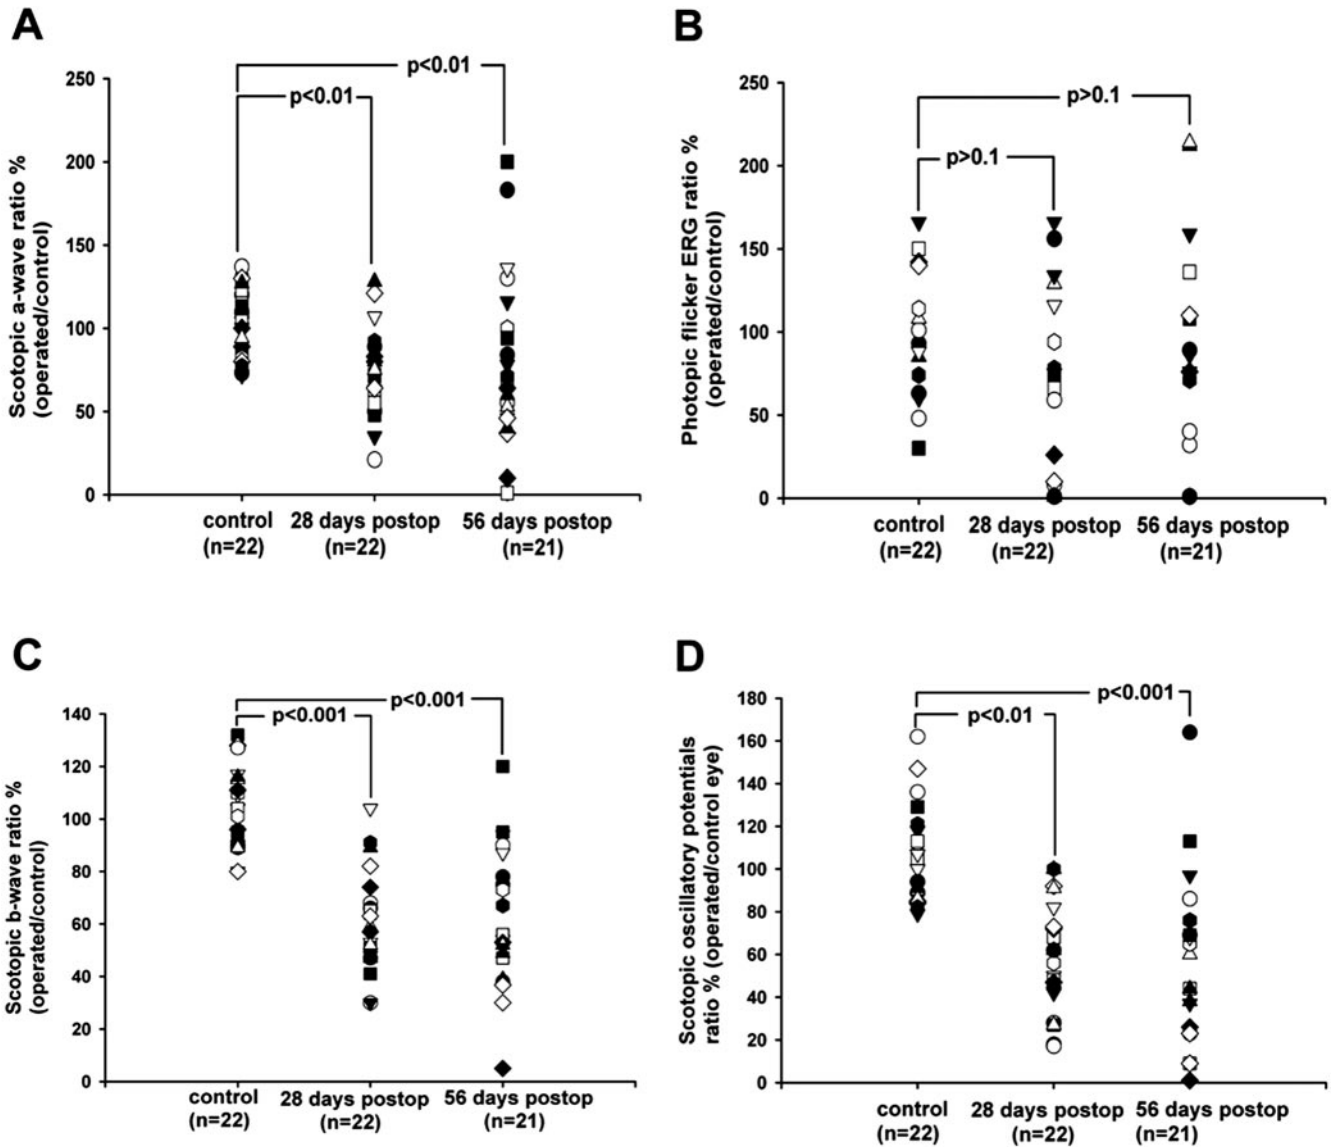 A
Scotopic a-wave ratio %
(operated/control)
250
200
150
100
50
0
p<0.01
p<0.01
control
(n=22)
28 days postop
(n=22)
56 days postop
(n=21)
B
Photopic flicker ERG ratio %
(operated/control)
250
200
150
100
50
0
p>0.1
p>0.1
control
(n=22)
28 days postop
(n=22)
56 days postop
(n=21)
C
Scotopic b-wave ratio %
(operated/control)
140
120
100
80
60
40
20
0
p<0.001
p<0.001
control
(n=22)
28 days postop
(n=22)
56 days postop
(n=21)
D
Scotopic oscillatory potentials
ratio % (operated/control eye)
180
160
140
120
100
80
60
40
20
0
p<0.001
p<0.01
control
(n=22)
28 days postop
(n=22)
56 days postop
(n=21)